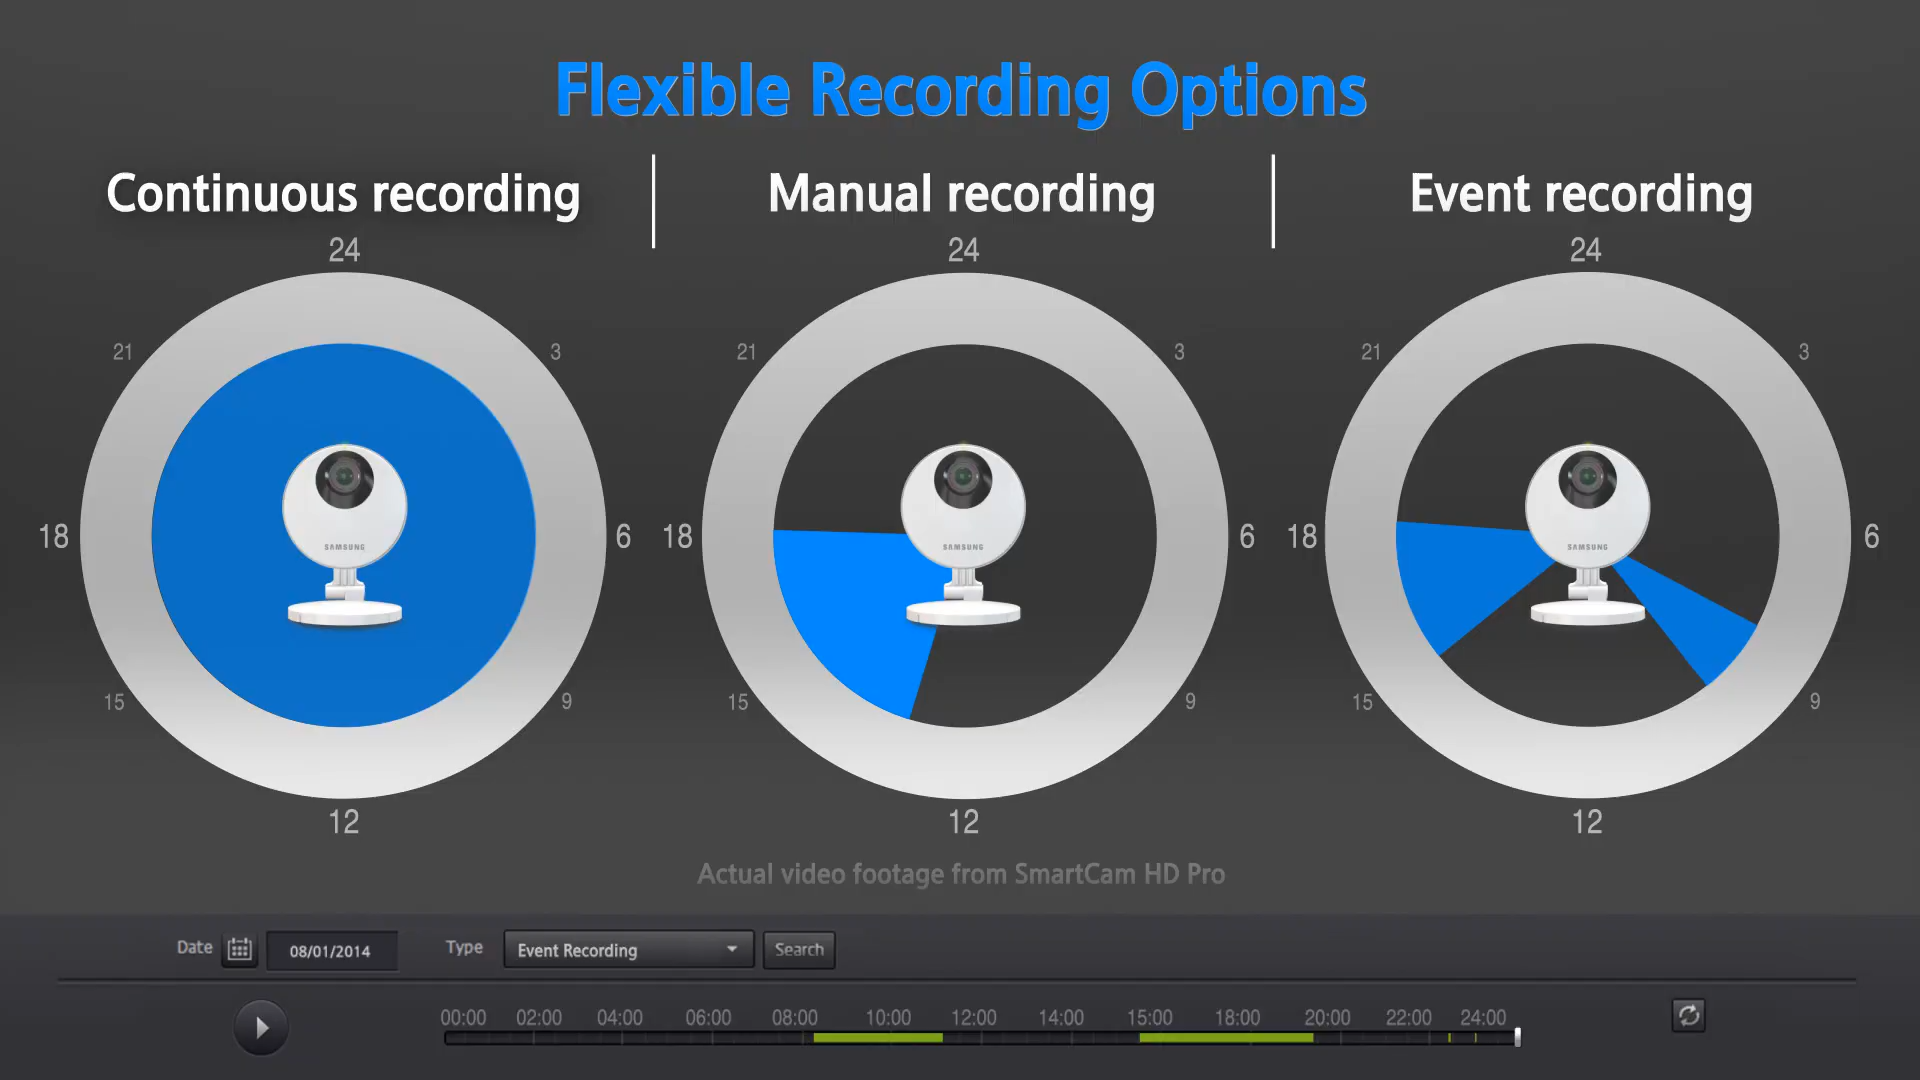 Flexible Recording Options
Continuous recording
Manual recording
Event recording
24
24
24
21
3
21
3
21
3
18
6
18
6
18
6
SAMSUNG
SAMSUNG
SAMSUNG
15
9
15
9
15
9
12
12
12
Actual video footage from SmartCam HD Pro
Date
08/01/2014
Type
Event Recording
Search
00:00 02:00 04:00 06:00 08:00 10:00 12:00 14:00 15:00 18:00 20:00 22:00 24:00